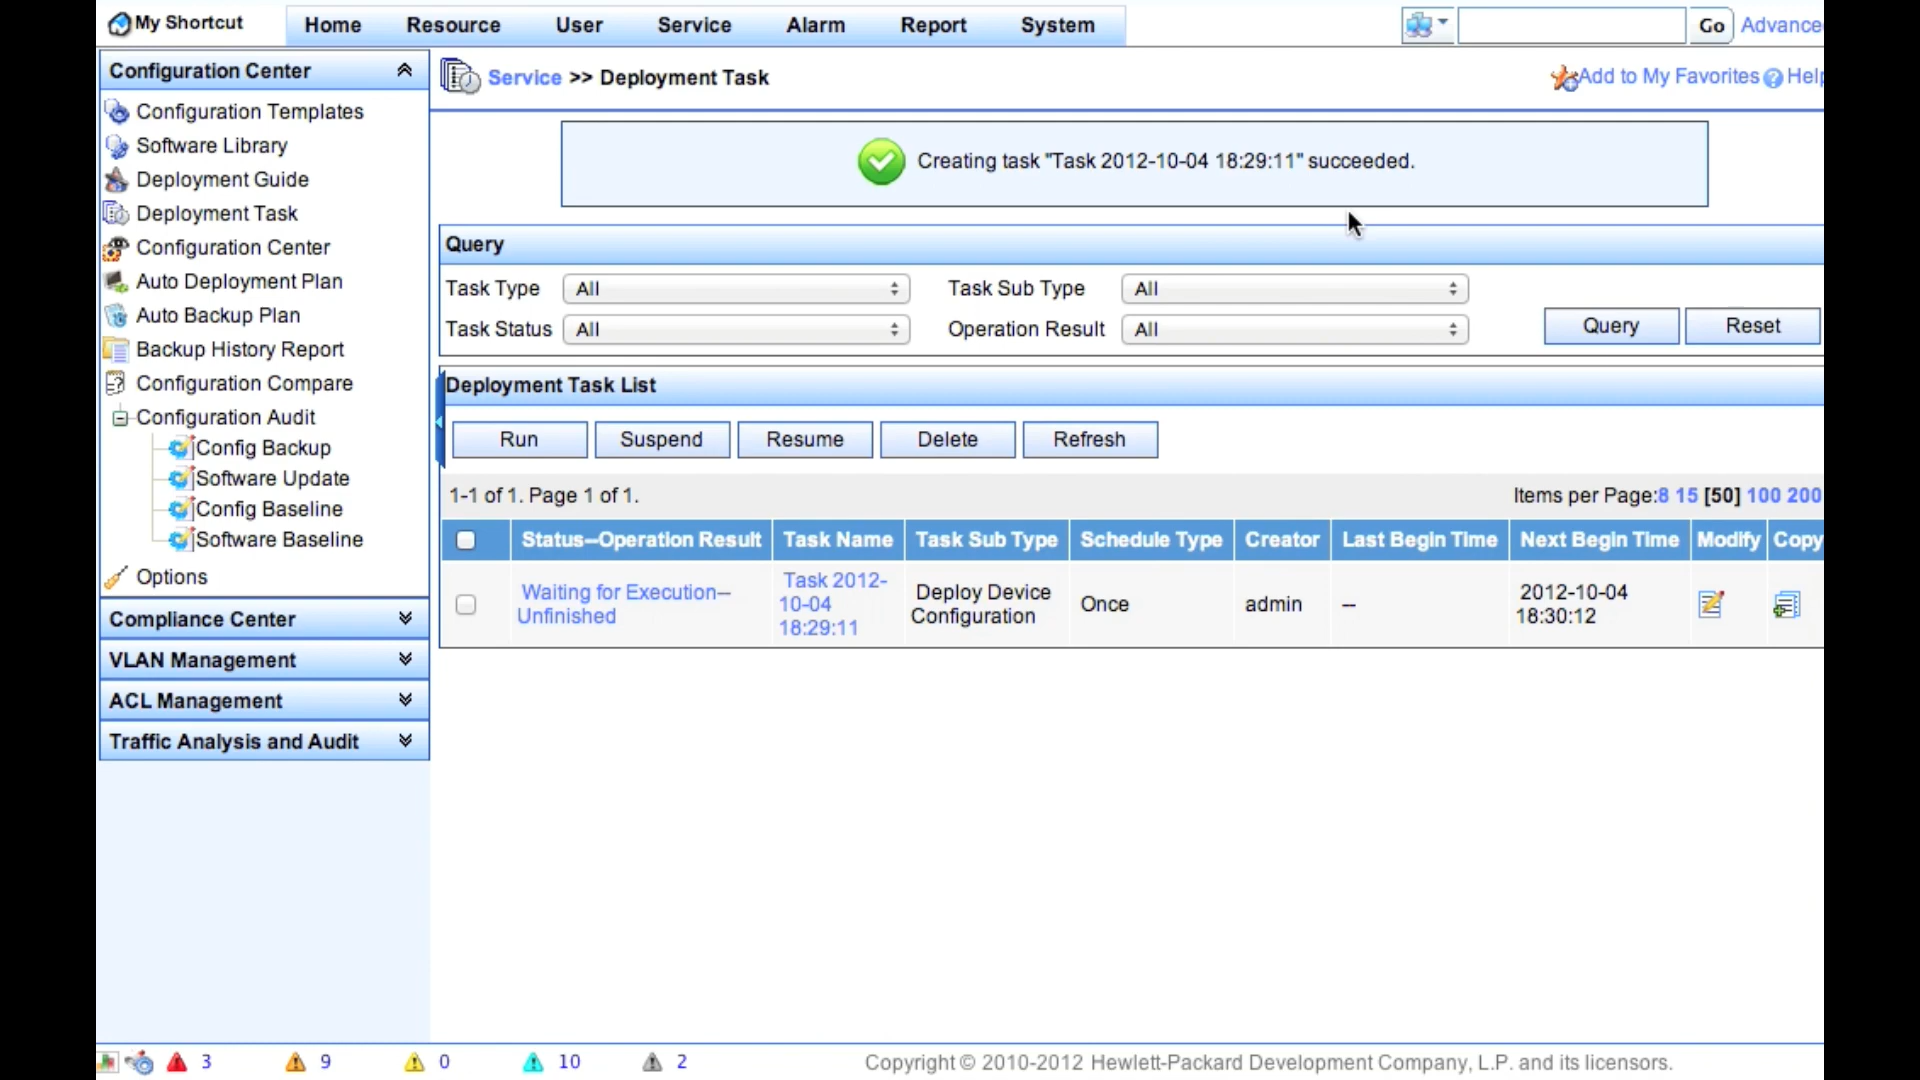 My Shortcut
Home Resource User Service Alarm Report System
Go
Configuration Center
Configuration Templates
Software Library
Deployment Guide
Deployment Task
Configuration Center
Auto Deployment Plan
Auto Backup Plan
Backup History Report
Configuration Compare
Configuration Audit
Config Backup
Software Update
Config Baseline
Software Baseline
Options
Compliance Center
VLAN Management
ACL Management
Traffic Analysis and Audit
Service >> Deployment Task
Add to My Favorites
Creating task "Task 2012-10-04 18:29:11" succeeded.
Query
Task Type All Task Sub Type All
Task Status All Operation Result All
Query Reset
Deployment Task List
Run Suspend Resume Delete Refresh
1-1 of 1. Page 1 of 1. Items per Page:8 15 [50] 100 200
Status--Operation Result Task Name Task Sub Type Schedule Type Creator Last Begin Time Next Begin Time Modify Copy
Waiting for Execution--
Unfinished
Task 2012-
10-04
18:29:11
Deploy Device
Configuration
Once
admin
--
2012-10-04
18:30:12
3 9 0 10 2
Copyright © 2010-2012 Hewlett-Packard Development Company, L.P. and its licensors.